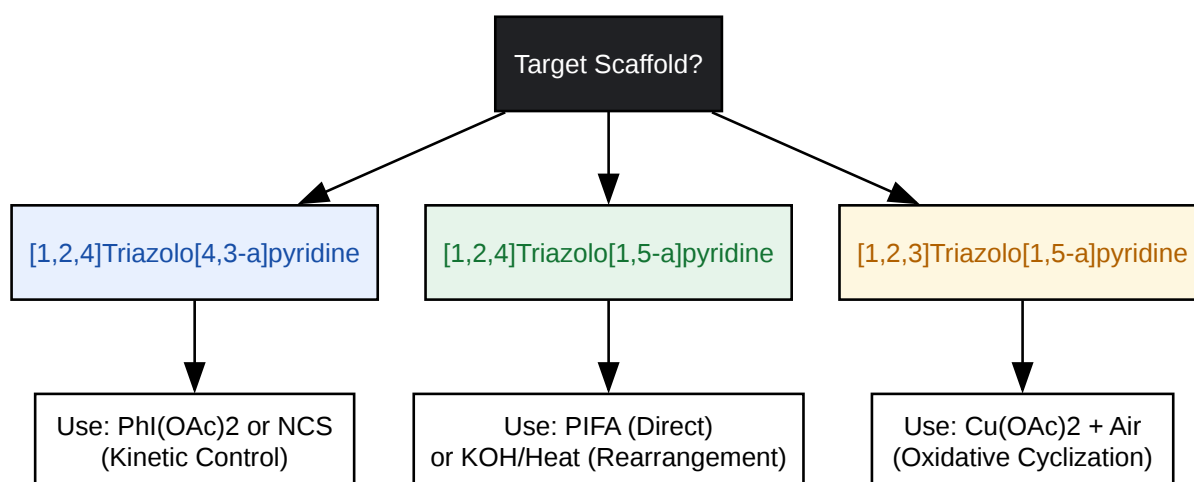 Target Scaffold?
[1,2,4]Triazolo[4,3-a]pyridine
[1,2,4]Triazolo[1,5-a]pyridine
[1,2,3]Triazolo[1,5-a]pyridine
Use: PhI(OAc)2 or NCS
(Kinetic Control)
Use: PIFA (Direct)
or KOH/Heat (Rearrangement)
Use: Cu(OAc)2 + Air
(Oxidative Cyclization)